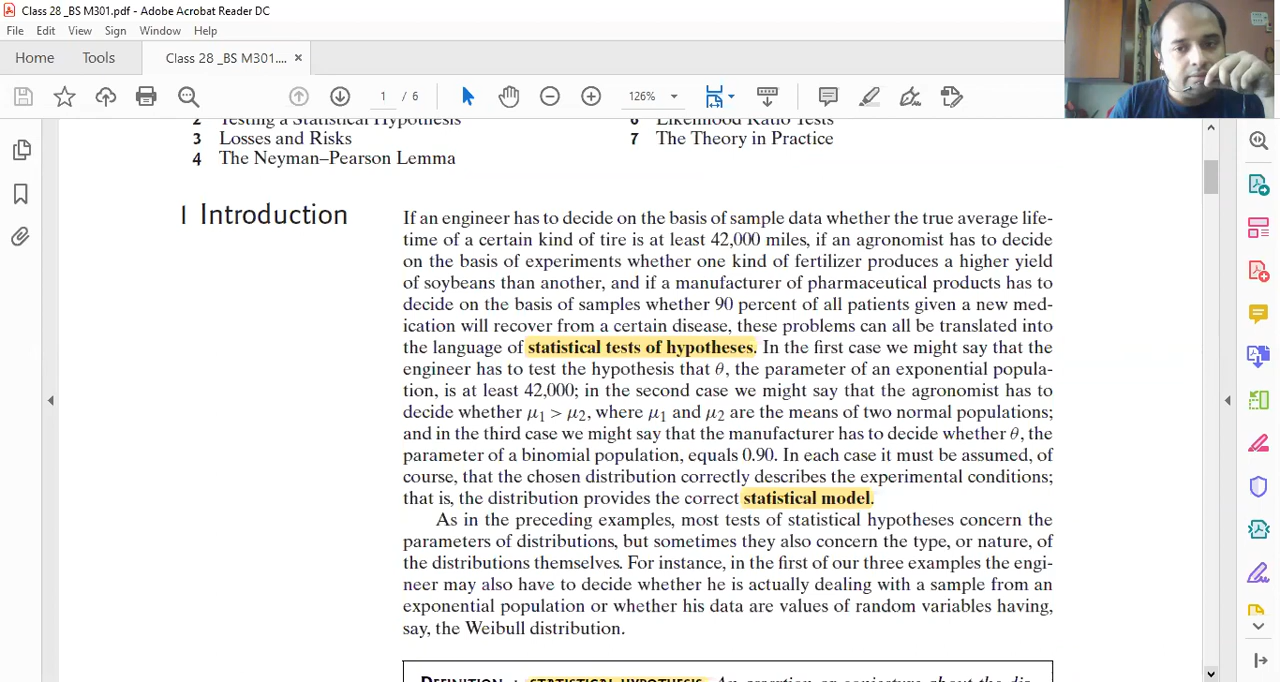 Class 28 _BS M301.pdf - Adobe Acrobat Reader DC
File Edit View Sign Window Help
Home Tools Class 28 _BS M301.... ×
1 / 6 126%
2 Testing a Statistical Hypothesis
6 Likelihood Ratio Tests
3 Losses and Risks
7 The Theory in Practice
4 The Neyman–Pearson Lemma
1 Introduction
If an engineer has to decide on the basis of sample data whether the true average life-
time of a certain kind of tire is at least 42,000 miles, if an agronomist has to decide
on the basis of experiments whether one kind of fertilizer produces a higher yield
of soybeans than another, and if a manufacturer of pharmaceutical products has to
decide on the basis of samples whether 90 percent of all patients given a new med-
ication will recover from a certain disease, these problems can all be translated into
the language of statistical tests of hypotheses. In the first case we might say that the
engineer has to test the hypothesis that θ, the parameter of an exponential popula-
tion, is at least 42,000; in the second case we might say that the agronomist has to
decide whether μ₁ > μ₂, where μ₁ and μ₂ are the means of two normal populations;
and in the third case we might say that the manufacturer has to decide whether θ, the
parameter of a binomial population, equals 0.90. In each case it must be assumed, of
course, that the chosen distribution correctly describes the experimental conditions;
that is, the distribution provides the correct statistical model.
As in the preceding examples, most tests of statistical hypotheses concern the
parameters of distributions, but sometimes they also concern the type, or nature, of
the distributions themselves. For instance, in the first of our three examples the engi-
neer may also have to decide whether he is actually dealing with a sample from an
exponential population or whether his data are values of random variables having,
say, the Weibull distribution.
DEFINITION 1 STATISTICAL HYPOTHESIS. An assertion or conjecture about the dis-